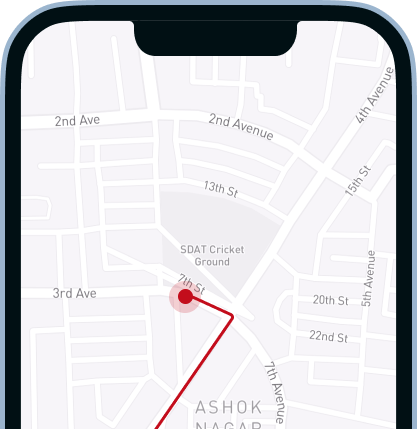 4th Avenue
2nd Ave
2nd Avenue
15th St
13th St
SDAT Cricket
Ground
5th Avenue
7th St
3rd Ave
20th St
22nd St
7th Avenue
ASHOK
NAGAR